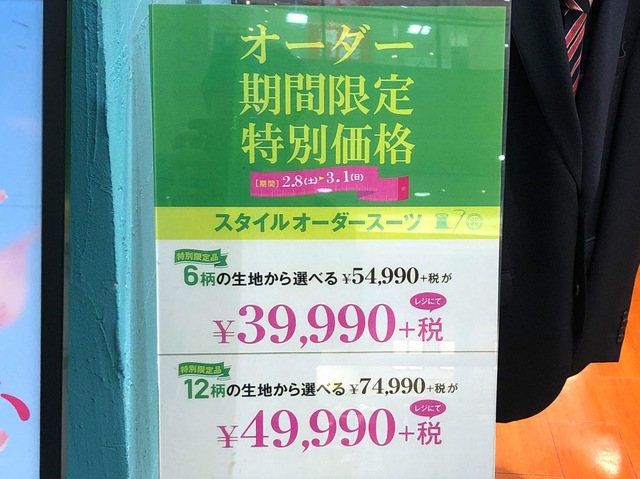 オーダー
期間限定
特別価格
[期間] 2.8(土)-3.1(日)
スタイルオーダースーツ
特別限定品
6柄の生地から選べる ¥54,990+税が
レジにて
¥39,990+税
特別限定品
12柄の生地から選べる ¥74,990+税が
レジにて
¥49,990+税